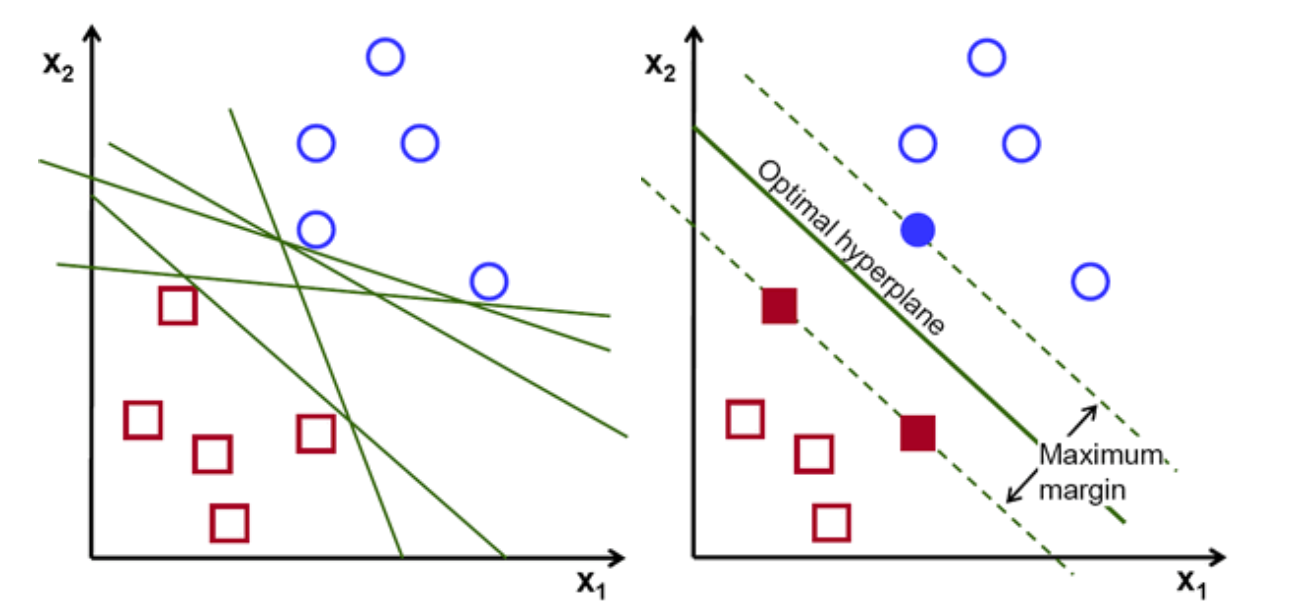 x₂
x₁
x₂
Optimal hyperplane
Maximum
margin
x₁